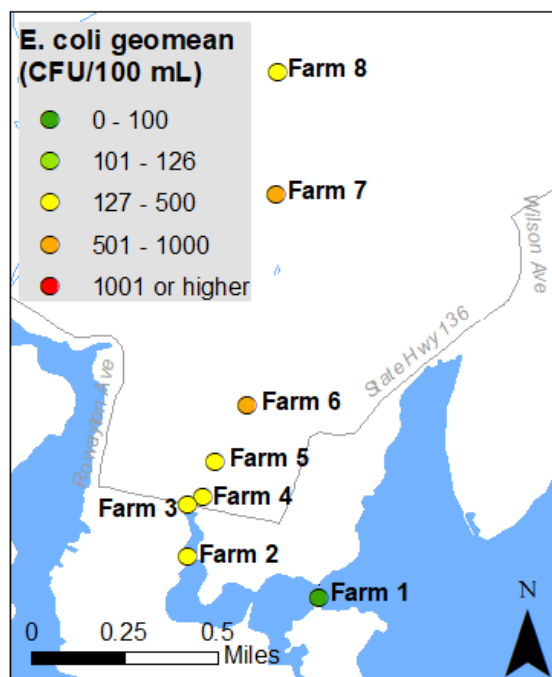 E. coli geomean
(CFU/100 mL)
0 - 100
101 - 126
127 - 500
501 - 1000
1001 or higher
Farm 8
Farm 7
Wilson Ave
State Hwy 136
Rowayton Ave
Farm 6
Farm 5
Farm 4
Farm 3
Farm 2
Farm 1
N
0 0.25 0.5
Miles